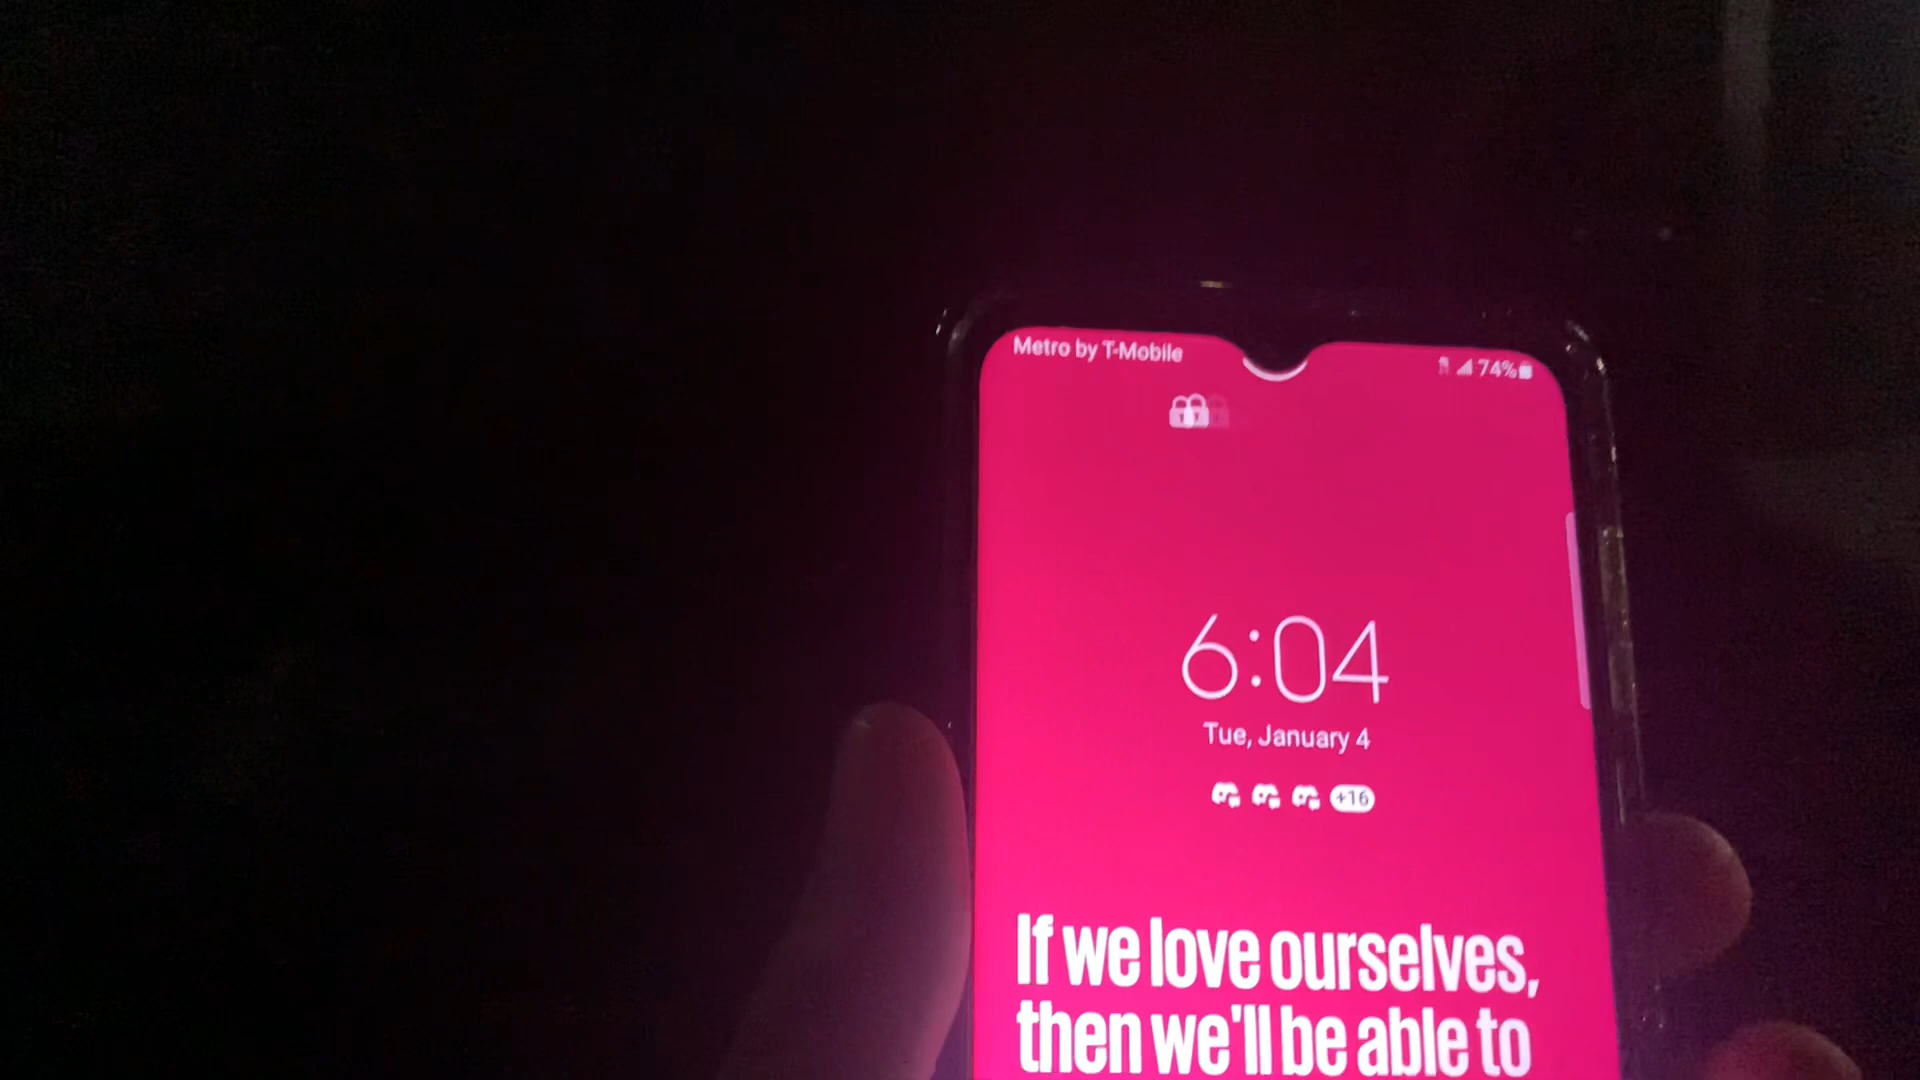 Metro by T-Mobile
74%
6:04
Tue, January 4
+16
If we love ourselves,
then we'll be able to